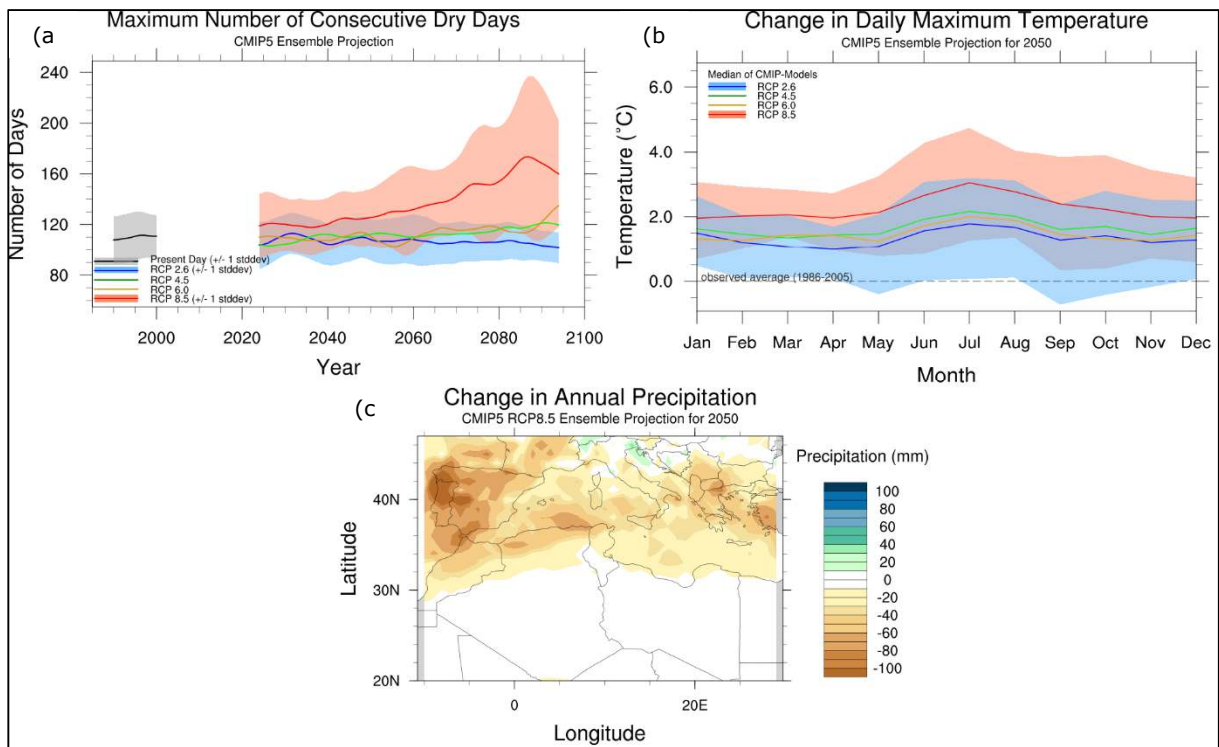 (a
Maximum Number of Consecutive Dry Days
CMIP5 Ensemble Projection
Number of Days
240
200
160
120
80
Present Day (+/- 1 stddev)
RCP 2.6 (+/- 1 stddev)
RCP 4.5
RCP 6.0
RCP 8.5 (+/- 1 stddev)
2000 2020 2040 2060 2080 2100
Year
(b
Change in Daily Maximum Temperature
CMIP5 Ensemble Projection for 2050
Temperature (°C)
6.0
4.0
2.0
0.0
Median of CMIP-Models
RCP 2.6
RCP 4.5
RCP 6.0
RCP 8.5
observed average (1986-2005)
Jan Feb Mar Apr May Jun Jul Aug Sep Oct Nov Dec
Month
(c
Change in Annual Precipitation
CMIP5 RCP8.5 Ensemble Projection for 2050
Latitude
40N
30N
20N
0 20E
Longitude
Precipitation (mm)
100
80
60
40
20
0
-20
-40
-60
-80
-100